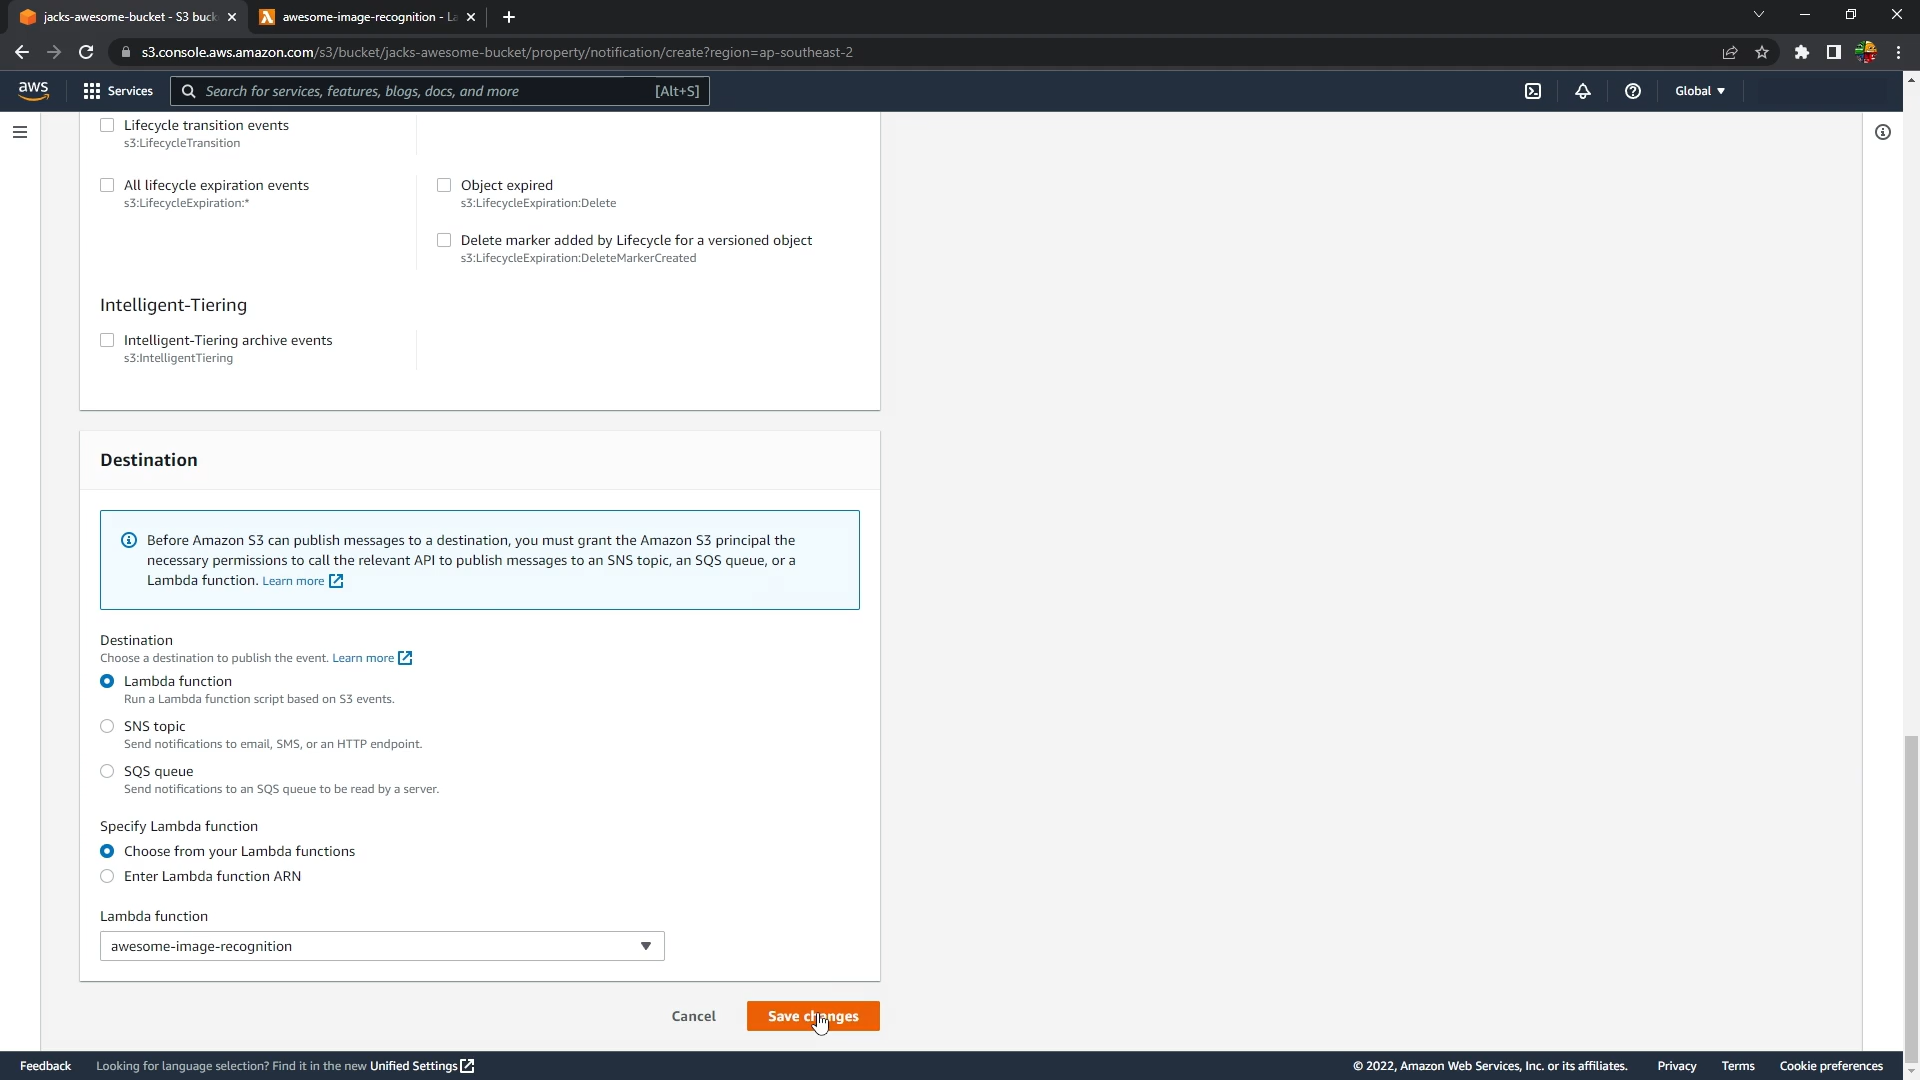 jacks-awesome-bucket - S3 buck
awesome-image-recognition - La
s3.console.aws.amazon.com/s3/bucket/jacks-awesome-bucket/property/notification/create?region=ap-southeast-2
aws
Services
Search for services, features, blogs, docs, and more
[Alt+S]
Global
Lifecycle transition events
s3:LifecycleTransition
All lifecycle expiration events
s3:LifecycleExpiration:*
Object expired
s3:LifecycleExpiration:Delete
Delete marker added by Lifecycle for a versioned object
s3:LifecycleExpiration:DeleteMarkerCreated
Intelligent-Tiering
Intelligent-Tiering archive events
s3:IntelligentTiering
Destination
Before Amazon S3 can publish messages to a destination, you must grant the Amazon S3 principal the
necessary permissions to call the relevant API to publish messages to an SNS topic, an SQS queue, or a
Lambda function. Learn more
Destination
Choose a destination to publish the event. Learn more
Lambda function
Run a Lambda function script based on S3 events.
SNS topic
Send notifications to email, SMS, or an HTTP endpoint.
SQS queue
Send notifications to an SQS queue to be read by a server.
Specify Lambda function
Choose from your Lambda functions
Enter Lambda function ARN
Lambda function
awesome-image-recognition
Cancel
Save changes
Feedback
Looking for language selection? Find it in the new Unified Settings
© 2022, Amazon Web Services, Inc. or its affiliates.
Privacy
Terms
Cookie preferences